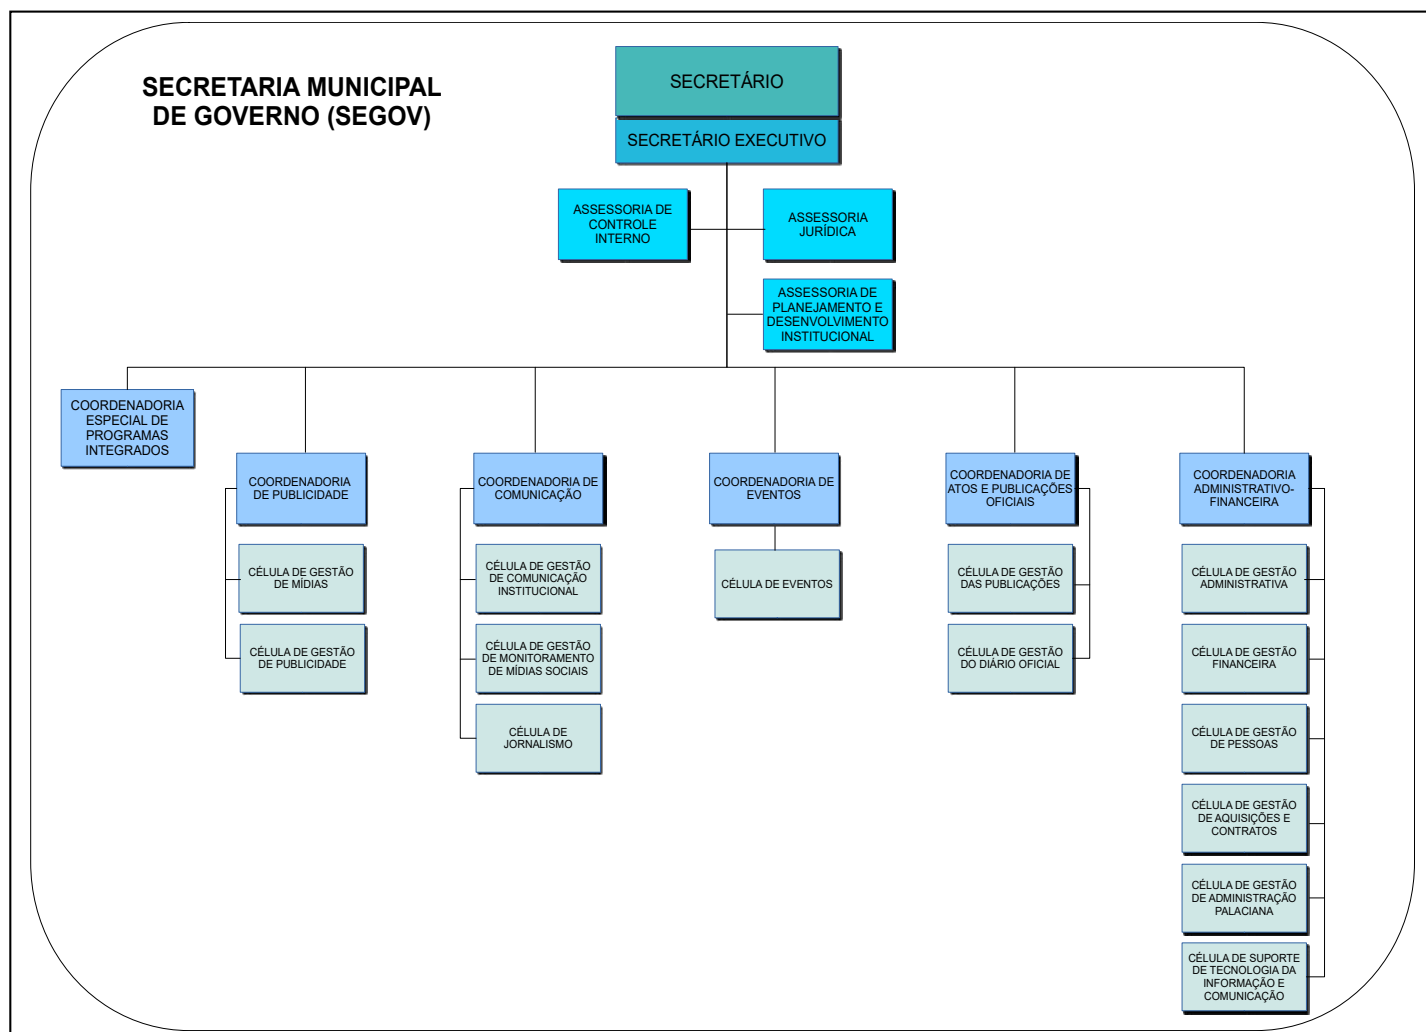 SECRETARIA MUNICIPAL
DE GOVERNO (SEGOV)
SECRETÁRIO
SECRETÁRIO EXECUTIVO
ASSESSORIA DE
CONTROLE
INTERNO
ASSESSORIA
JURÍDICA
ASSESSORIA DE
PLANEJAMENTO E
DESENVOLVIMENTO
INSTITUCIONAL
COORDENADORIA
ESPECIAL DE
PROGRAMAS
INTEGRADOS
COORDENADORIA
DE PUBLICIDADE
CÉLULA DE GESTÃO
DE MÍDIAS
CÉLULA DE GESTÃO
DE PUBLICIDADE
COORDENADORIA DE
COMUNICAÇÃO
CÉLULA DE GESTÃO
DE COMUNICAÇÃO
INSTITUCIONAL
CÉLULA DE GESTÃO
DE MONITORAMENTO
DE MÍDIAS SOCIAIS
CÉLULA DE
JORNALISMO
COORDENADORIA DE
EVENTOS
CÉLULA DE EVENTOS
COORDENADORIA DE
ATOS E PUBLICAÇÕES
OFICIAIS
CÉLULA DE GESTÃO
DAS PUBLICAÇÕES
CÉLULA DE GESTÃO
DO DIÁRIO OFICIAL
COORDENADORIA
ADMINISTRATIVO-
FINANCEIRA
CÉLULA DE GESTÃO
ADMINISTRATIVA
CÉLULA DE GESTÃO
FINANCEIRA
CÉLULA DE GESTÃO
DE PESSOAS
CÉLULA DE GESTÃO
DE AQUISIÇÕES E
CONTRATOS
CÉLULA DE GESTÃO
DE ADMINISTRAÇÃO
PALACIANA
CÉLULA DE SUPORTE
DE TECNOLOGIA DA
INFORMAÇÃO E
COMUNICAÇÃO